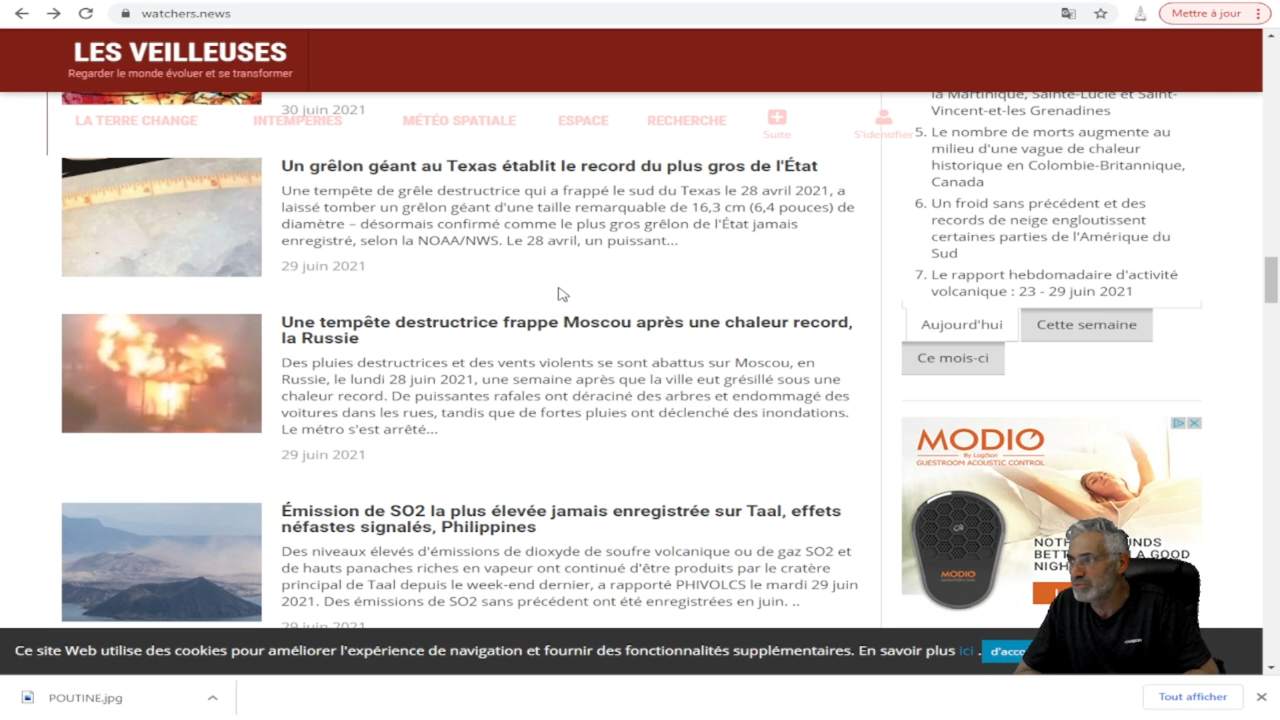 watchers.news
Mettre à jour
LES VEILLEUSES
Regarder le monde évoluer et se transformer
LA TERRE CHANGE
INTEMPÉRIES
MÉTÉO SPATIALE
ESPACE
RECHERCHE
Suite
S'identifier
30 juin 2021
Un grêlon géant au Texas établit le record du plus gros de l'État
Une tempête de grêle destructrice qui a frappé le sud du Texas le 28 avril 2021, a
laissé tomber un grêlon géant d'une taille remarquable de 16,3 cm (6,4 pouces) de
diamètre – désormais confirmé comme le plus gros grêlon de l'État jamais
enregistré, selon la NOAA/NWS. Le 28 avril, un puissant...
29 juin 2021
Une tempête destructrice frappe Moscou après une chaleur record,
la Russie
Des pluies destructrices et des vents violents se sont abattus sur Moscou, en
Russie, le lundi 28 juin 2021, une semaine après que la ville eut grésillé sous une
chaleur record. De puissantes rafales ont déraciné des arbres et endommagé des
voitures dans les rues, tandis que de fortes pluies ont déclenché des inondations.
Le métro s'est arrêté...
29 juin 2021
Émission de SO2 la plus élevée jamais enregistrée sur Taal, effets
néfastes signalés, Philippines
Des niveaux élevés d'émissions de dioxyde de soufre volcanique ou de gaz SO2 et
de hauts panaches riches en vapeur ont continué d'être produits par le cratère
principal de Taal depuis le week-end dernier, a rapporté PHIVOLCS le mardi 29 juin
2021. Des émissions de SO2 sans précédent ont été enregistrées en juin. ..
29 juin 2021
la Martinique, Sainte-Lucie et Saint-
Vincent-et-les Grenadines
5. Le nombre de morts augmente au
milieu d'une vague de chaleur
historique en Colombie-Britannique,
Canada
6. Un froid sans précédent et des
records de neige engloutissent
certaines parties de l'Amérique du
Sud
7. Le rapport hebdomadaire d'activité
volcanique : 23 - 29 juin 2021
Aujourd'hui
Cette semaine
Ce mois-ci
MODIO
By LogiSon
GUESTROOM ACOUSTIC CONTROL
MODIO
A GOOD
Ce site Web utilise des cookies pour améliorer l'expérience de navigation et fournir des fonctionnalités supplémentaires. En savoir plus ici .
POUTINE.jpg
Tout afficher